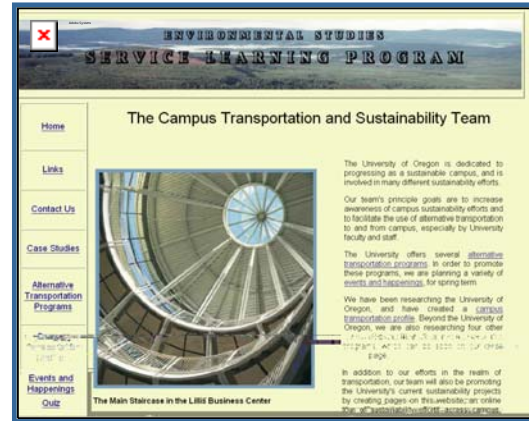 ENVIRONMENTAL STUDIES
SERVICE LEARNING PROGRAM
Home
Links
Contact Us
Case Studies
Alternative
Transportation
Programs
Events and
Happenings
Quiz
The Campus Transportation and Sustainability Team
The Main Staircase in the Lillis Business Center
The University of Oregon is dedicated to
progressing as a sustainable campus, and is
involved in many different sustainability efforts.
Our team's principle goals are to increase
awareness of campus sustainability efforts and
to facilitate the use of alternative transportation
to and from campus, especially by University
faculty and staff.
The University offers several alternative
transportation programs. In order to promote
these programs, we are planning a variety of
events and happenings, for spring term.
We have been researching the University of
Oregon, and have created a campus
transportation profile. Beyond the University of
Oregon, we are also researching four other
page.
In addition to our efforts in the realm of
transportation, our team will also be promoting
the University's current sustainability projects
by creating pages on this website; an online
tour of sustainability efforts across campus,